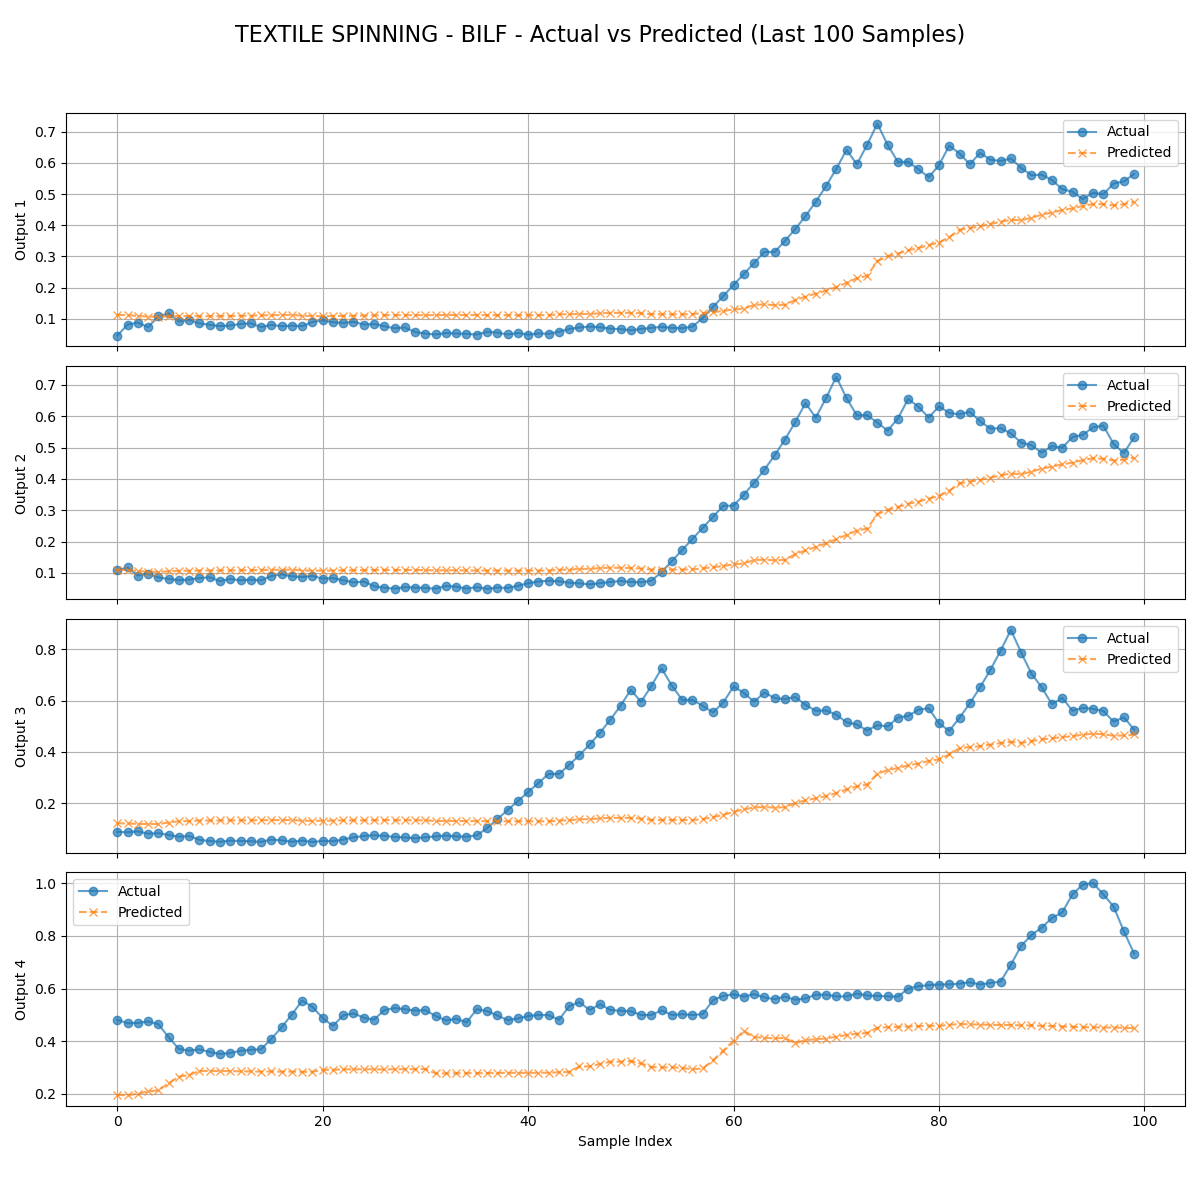 TEXTILE SPINNING - BILF - Actual vs Predicted (Last 100 Samples)
0.7
0.6
0.5
0.4
0.3
0.2
0.1
Output 1
Actual
Predicted
0.7
0.6
0.5
0.4
0.3
0.2
0.1
Output 2
Actual
Predicted
0.8
0.6
0.4
0.2
Output 3
Actual
Predicted
1.0
0.8
0.6
0.4
0.2
Output 4
Actual
Predicted
0 20 40 60 80 100
Sample Index